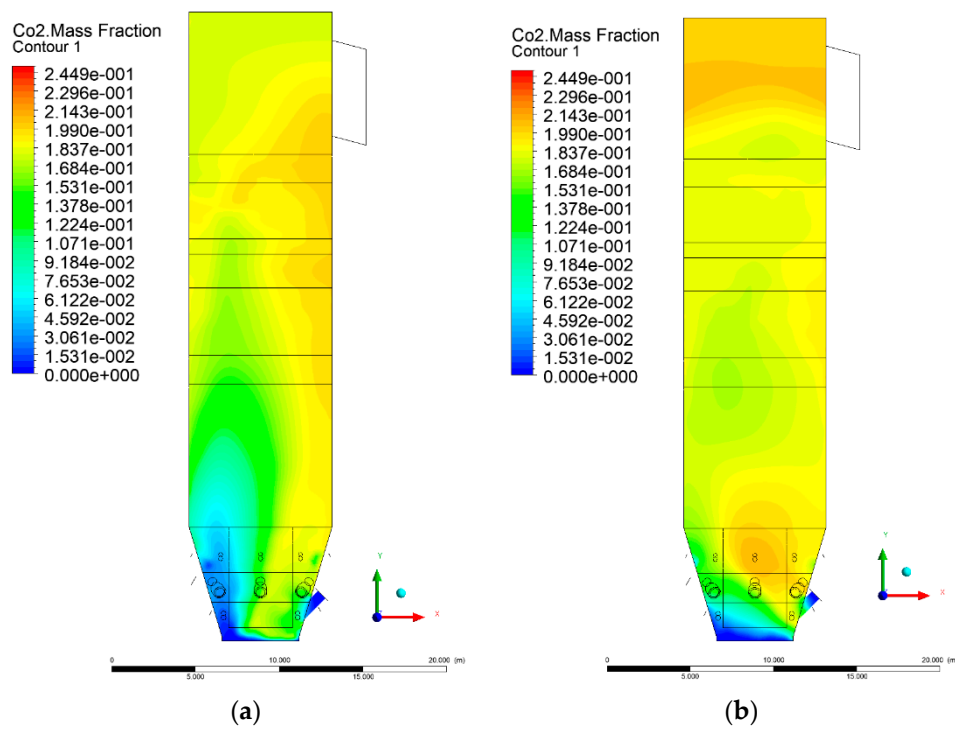 Co2.Mass Fraction
Contour 1
2.449e-001
2.296e-001
2.143e-001
1.990e-001
1.837e-001
1.684e-001
1.531e-001
1.378e-001
1.224e-001
1.071e-001
9.184e-002
7.653e-002
6.122e-002
4.592e-002
3.061e-002
1.531e-002
0.000e+000
Y
X
0 10.000 20.000 (m)
5.000 15.000
(a)
Co2.Mass Fraction
Contour 1
2.449e-001
2.296e-001
2.143e-001
1.990e-001
1.837e-001
1.684e-001
1.531e-001
1.378e-001
1.224e-001
1.071e-001
9.184e-002
7.653e-002
6.122e-002
4.592e-002
3.061e-002
1.531e-002
0.000e+000
Y
X
0 10.000 20.000 (m)
5.000 15.000
(b)